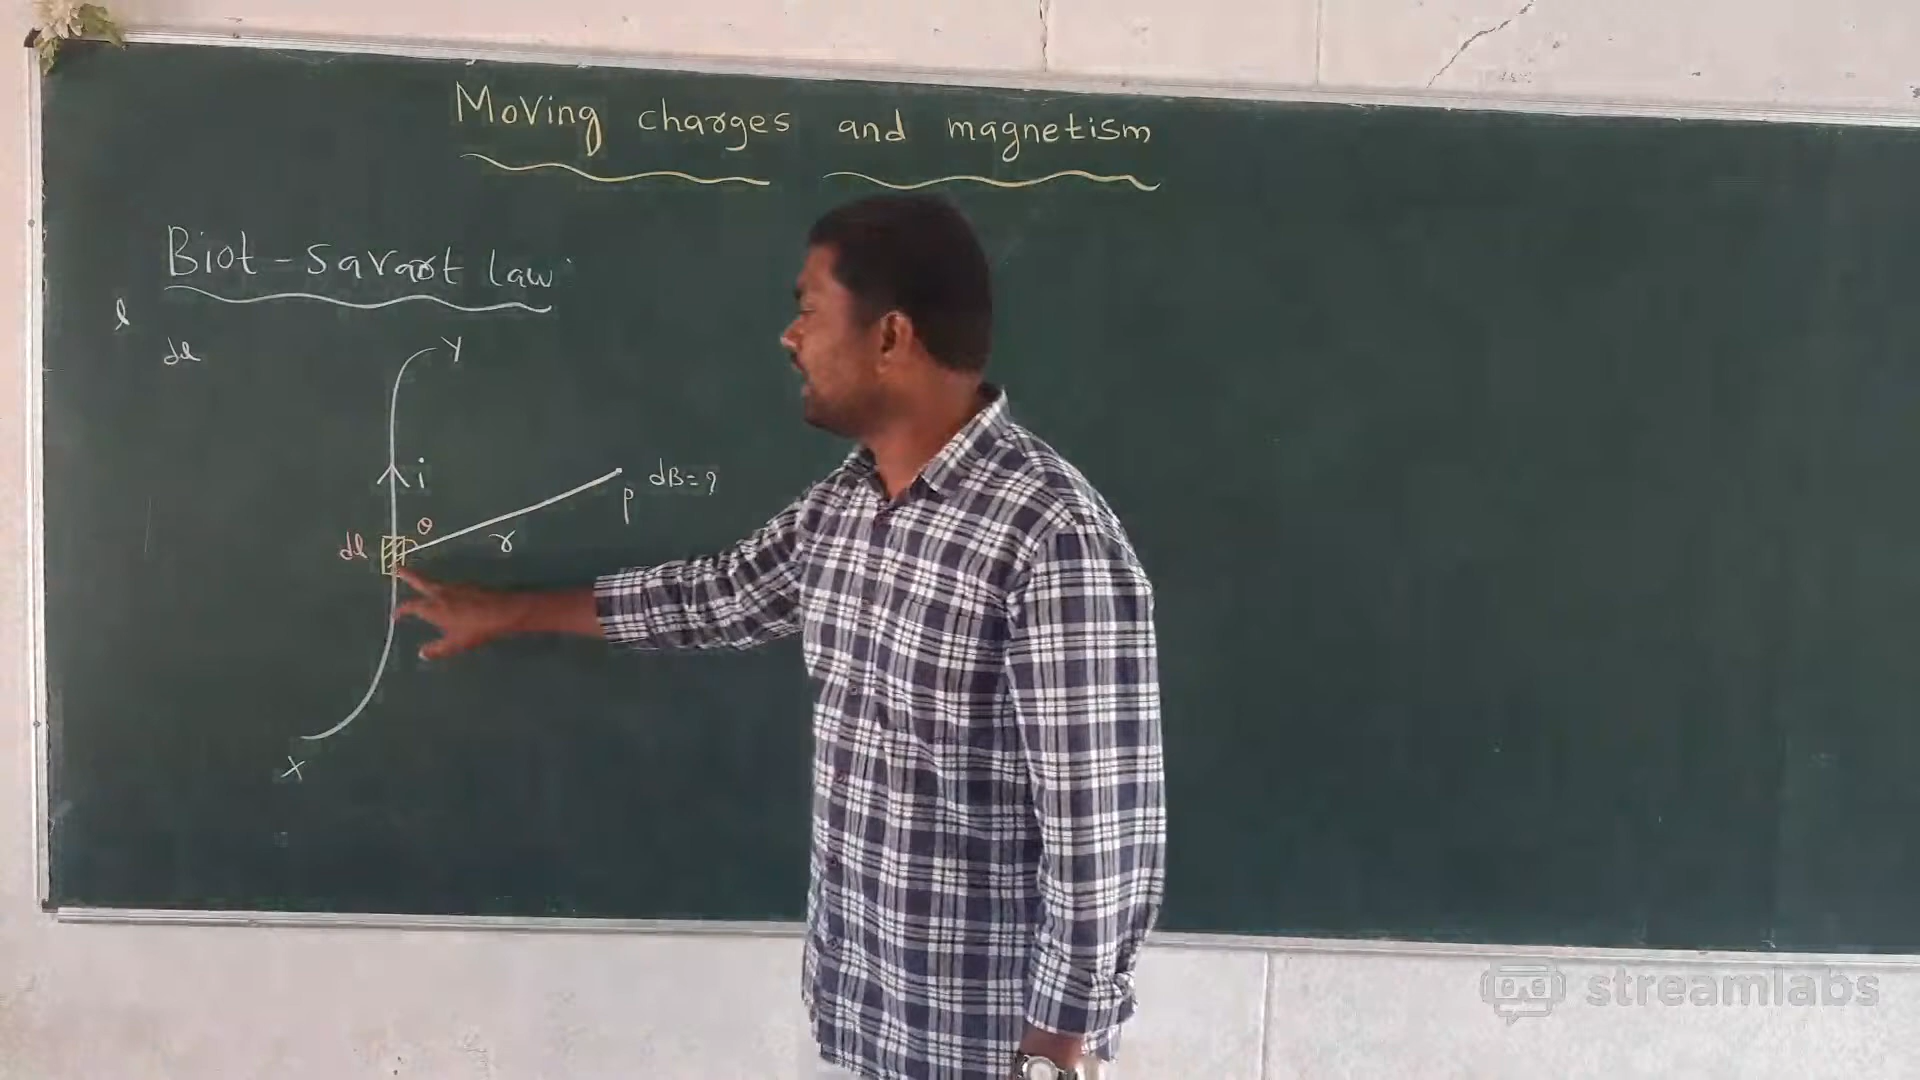 Moving charges and magnetism
Biot - Savart law
l
dl
Y
i
dB = ?
P
θ
dl
r
X
streamlabs